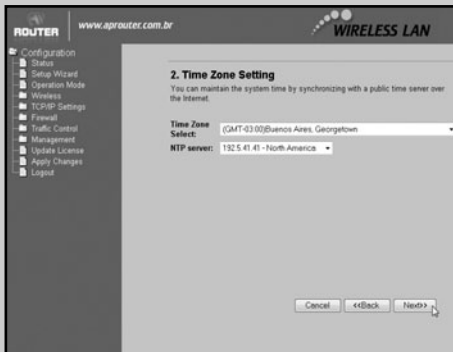 ROUTER
www.aprouter.com.br
WIRELESS LAN
Configuration
Status
Setup Wizard
Operation Mode
Wireless
TCP/IP Settings
Firewall
Traffic Control
Management
Update License
Apply Changes
Logout
2. Time Zone Setting
You can maintain the system time by synchronizing with a public time server over
the Internet.
Time Zone
Select:
(GMT-03:00)Buenos Aires, Georgetown
NTP server:
192.5.41.41 - North America
Cancel
<<Back
Next>>